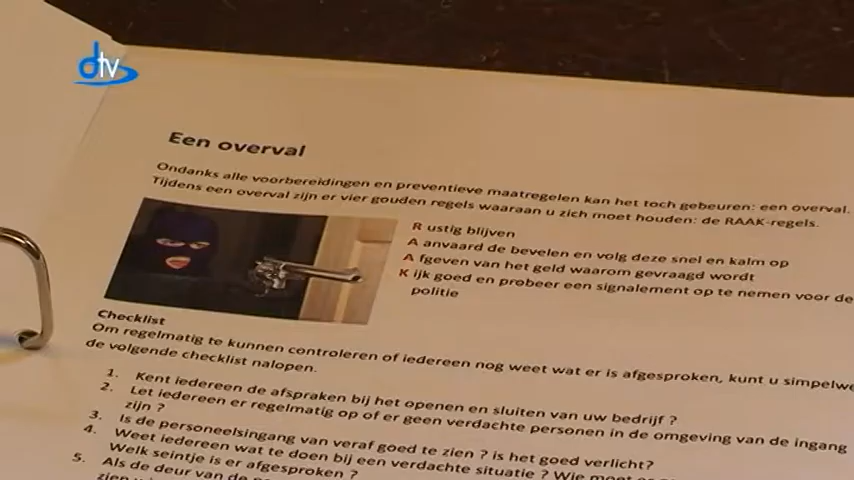 dtv
Een overval
Ondanks alle voorbereidingen en preventieve maatregelen kan het toch gebeuren: een overval.
Tijdens een overval zijn er vier gouden regels waaraan u zich moet houden: de RAAK-regels.
R ustig blijven
A anvaard de bevelen en volg deze snel en kalm op
A fgeven van het geld waarom gevraagd wordt
K ijk goed en probeer een signalement op te nemen voor de
politie
Checklist
Om regelmatig te kunnen controleren of iedereen nog weet wat er is afgesproken, kunt u
de volgende checklist nalopen.
1. Kent iedereen de afspraken bij het openen en sluiten van uw bedrijf ?
2. Let iedereen er regelmatig op of er geen verdachte personen in de omgeving van de ingang
zijn ?
3. Is de personeelsingang van veraf goed te zien ? is het goed verlicht?
4. Weet iedereen wat te doen bij een verdachte situatie ? Wie moet
Welk seintje is er afgesproken ?
5. Als de deur van de